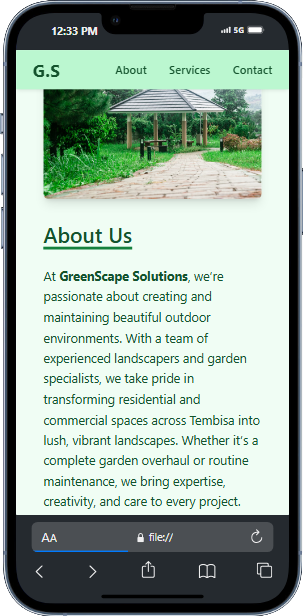 12:33 PM 5G
G.S About Services Contact
About Us
At GreenScape Solutions, we’re
passionate about creating and
maintaining beautiful outdoor
environments. With a team of
experienced landscapers and garden
specialists, we take pride in
transforming residential and
commercial spaces across Tembisa into
lush, vibrant landscapes. Whether it’s a
complete garden overhaul or routine
maintenance, we bring expertise,
creativity, and care to every project.
AA file://